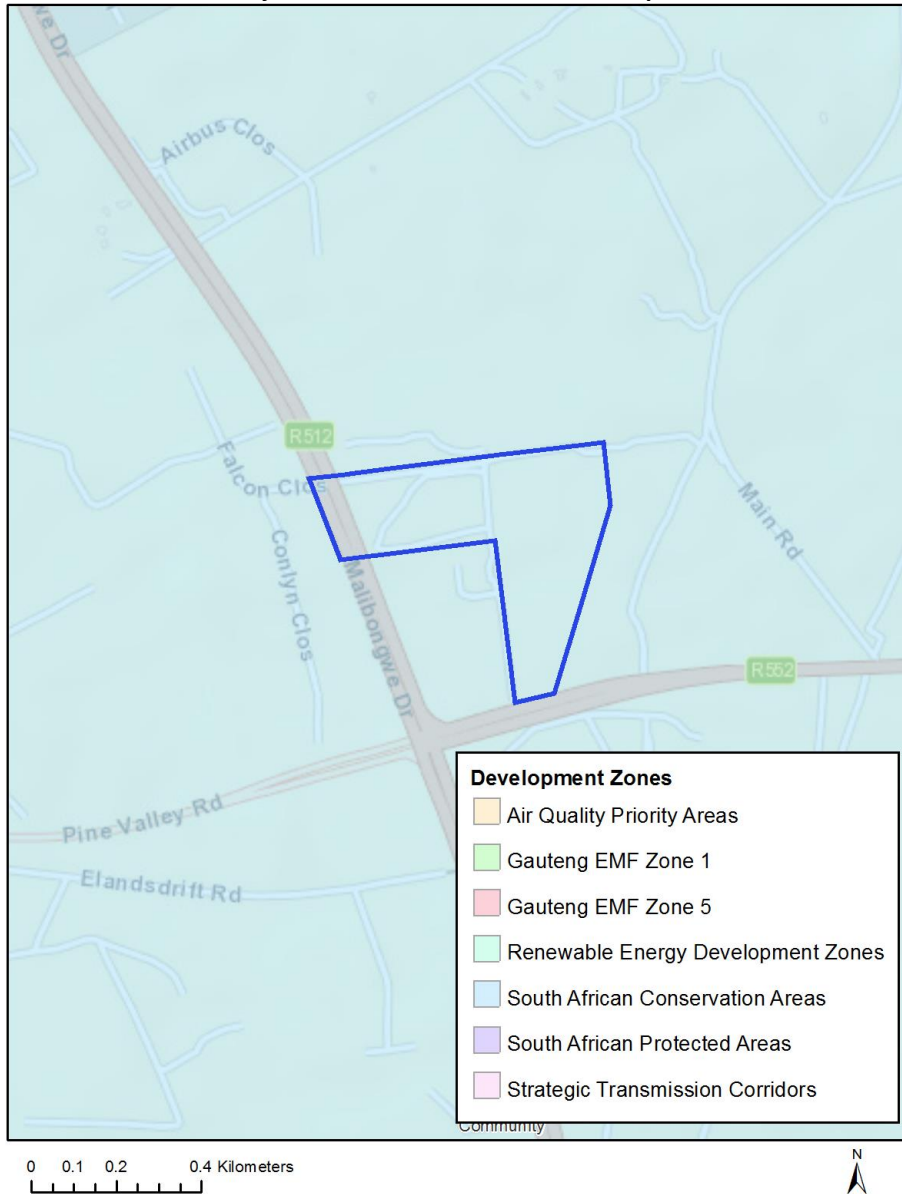 we Dr
Airbus Clos
R512
Falcon Clos
Conlyn Clos
Malibongwe Dr
Main Rd
R552
Pine Valley Rd
Elandsdrift Rd
Development Zones
Air Quality Priority Areas
Gauteng EMF Zone 1
Gauteng EMF Zone 5
Renewable Energy Development Zones
South African Conservation Areas
South African Protected Areas
Strategic Transmission Corridors
Community
0 0.1 0.2 0.4 Kilometers
N